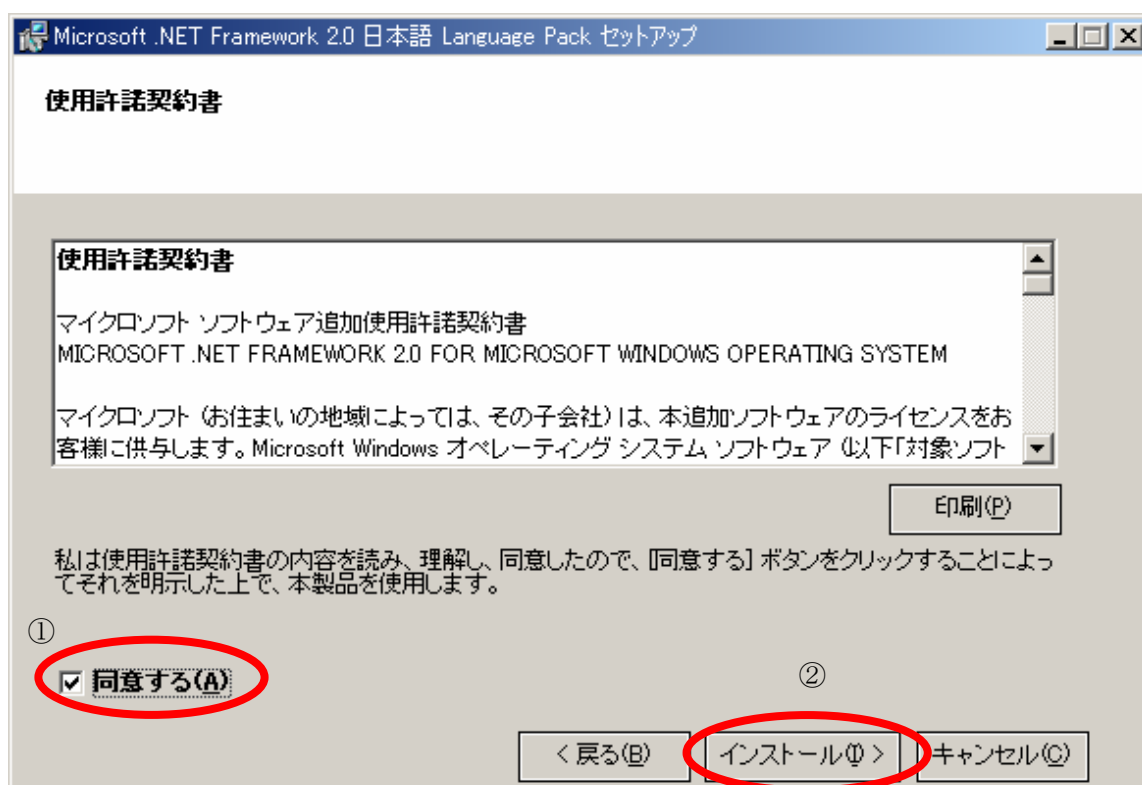 Microsoft .NET Framework 2.0 日本語 Language Pack セットアップ
使用許諾契約書
使用許諾契約書
マイクロソフト ソフトウェア追加使用許諾契約書
MICROSOFT .NET FRAMEWORK 2.0 FOR MICROSOFT WINDOWS OPERATING SYSTEM
マイクロソフト (お住まいの地域によっては、その子会社) は、本追加ソフトウェアのライセンスをお
客様に供与します。Microsoft Windows オペレーティング システム ソフトウェア (以下「対象ソフト
印刷(P)
私は使用許諾契約書の内容を読み、理解し、同意したので、[同意する] ボタンをクリックすることによっ
てそれを明示した上で、本製品を使用します。
①
同意する(A)
②
< 戻る(B) インストール(I) > キャンセル(C)